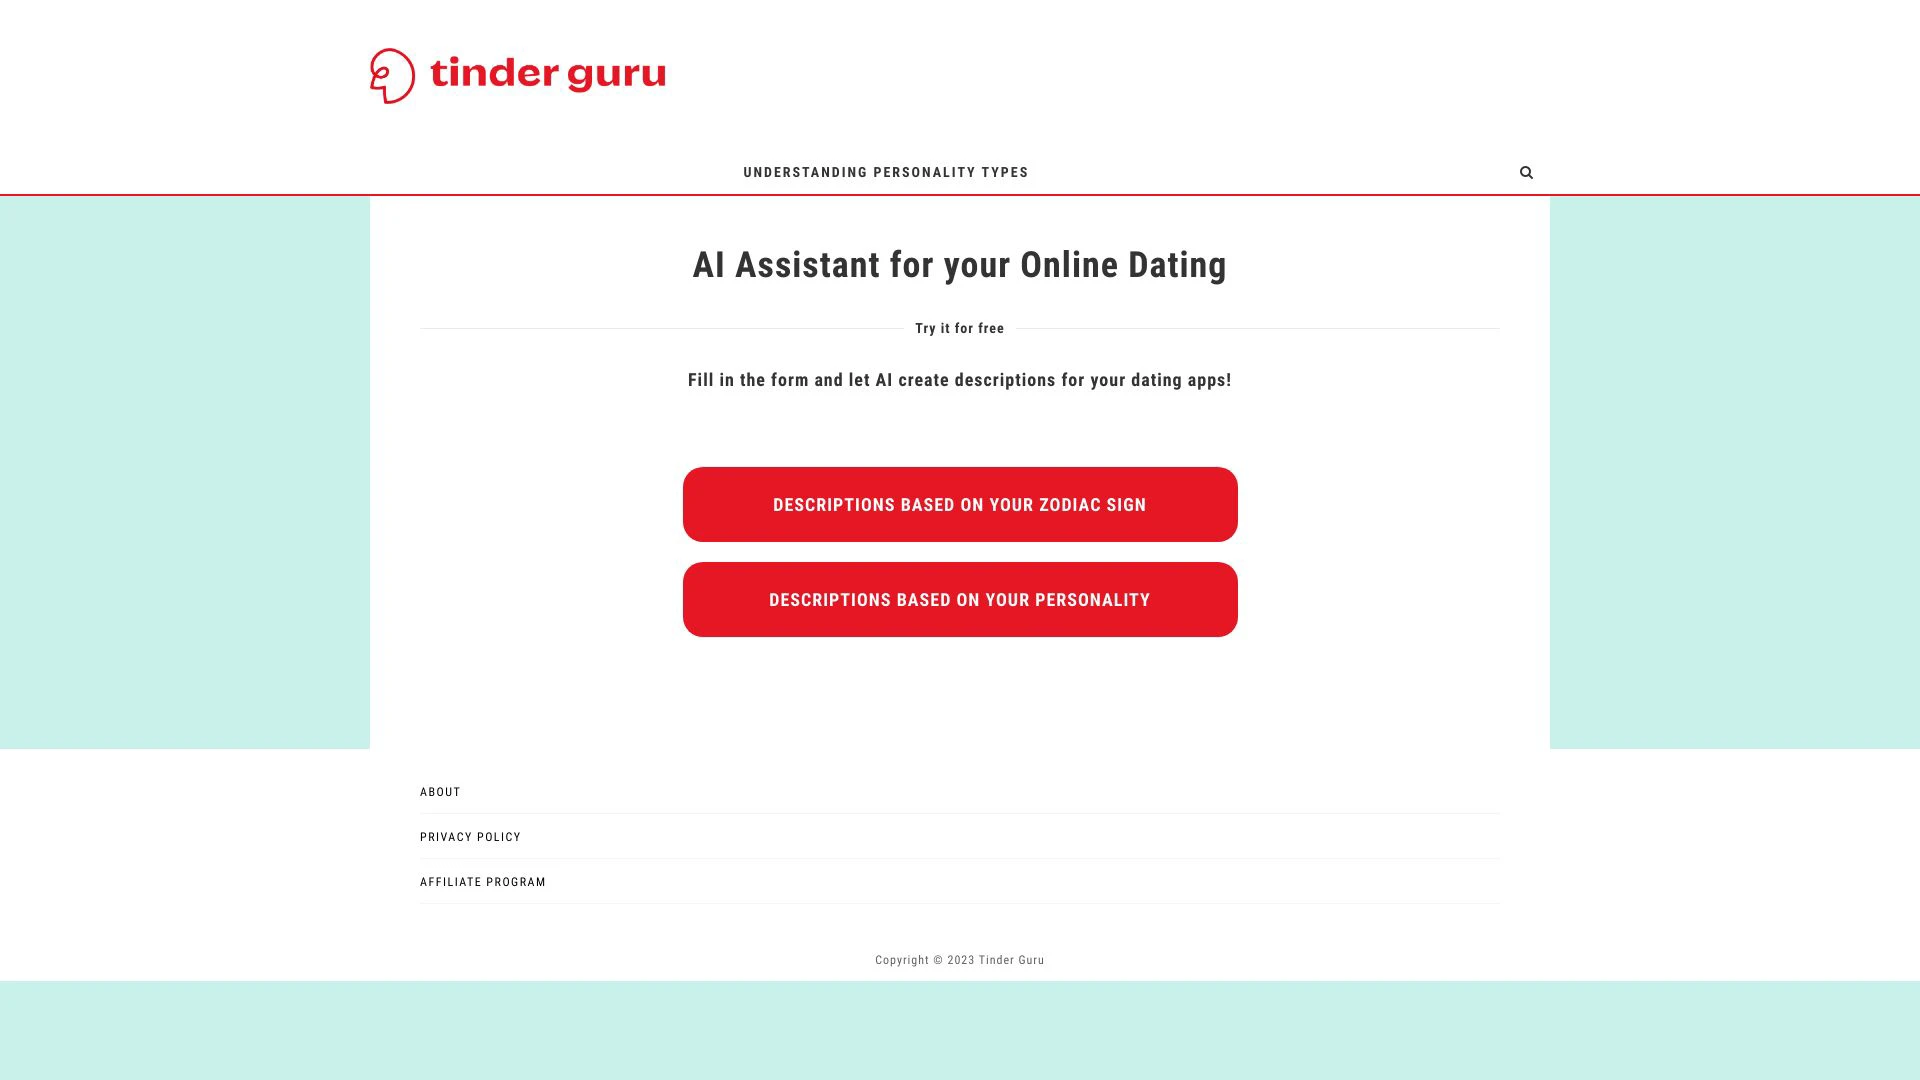 tinder guru
UNDERSTANDING PERSONALITY TYPES
AI Assistant for your Online Dating
Try it for free
Fill in the form and let AI create descriptions for your dating apps!
DESCRIPTIONS BASED ON YOUR ZODIAC SIGN
DESCRIPTIONS BASED ON YOUR PERSONALITY
ABOUT
PRIVACY POLICY
AFFILIATE PROGRAM
Copyright © 2023 Tinder Guru